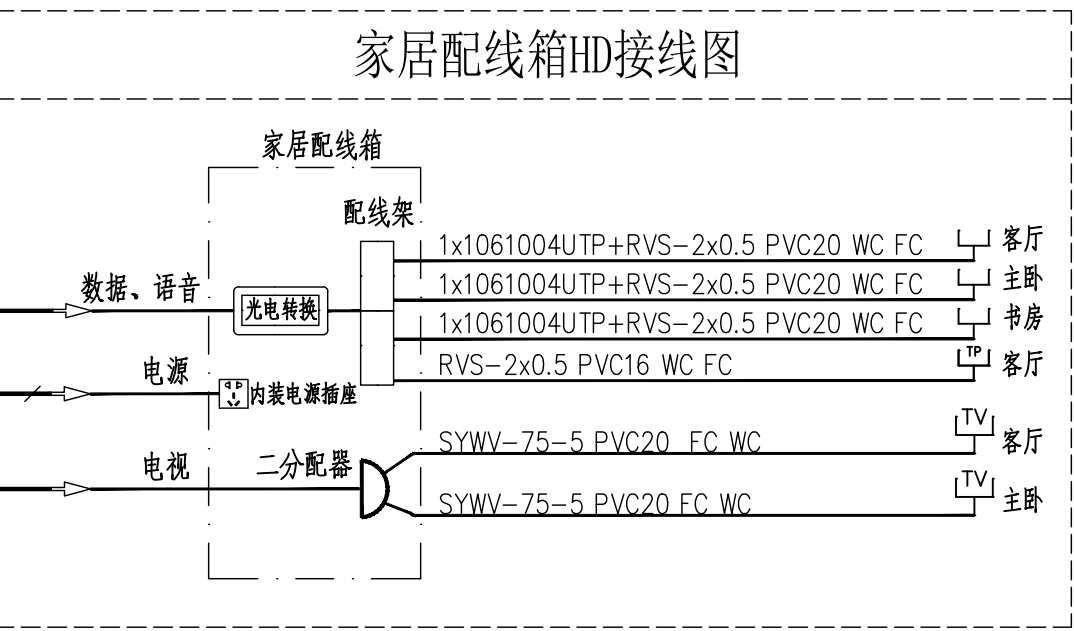 家居配线箱HD接线图
家居配线箱
配线架
1x1061004UTP+RVS-2x0.5 PVC20 WC FC 客厅
数据、语音
1x1061004UTP+RVS-2x0.5 PVC20 WC FC 主卧
光电转换
1x1061004UTP+RVS-2x0.5 PVC20 WC FC 书房
RVS-2x0.5 PVC16 WC FC TP 客厅
电源
内装电源插座
SYWV-75-5 PVC20 FC WC TV 客厅
电视
二分配器
SYWV-75-5 PVC20 FC WC TV 主卧